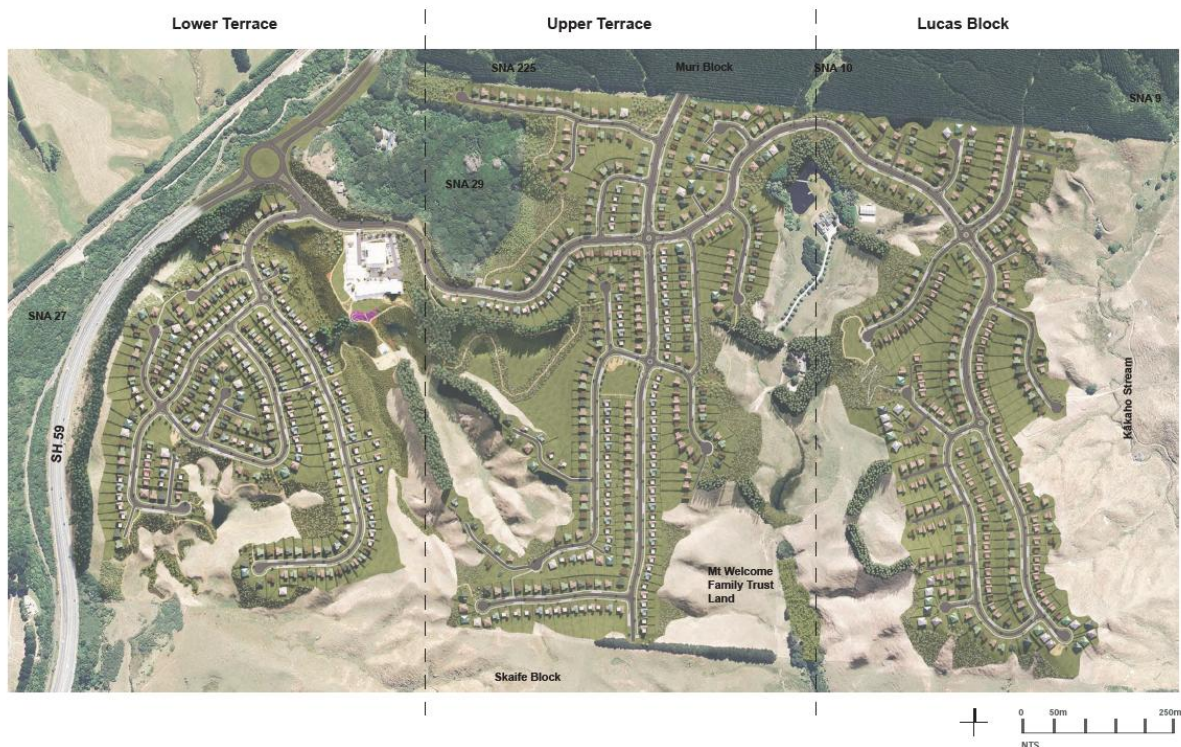 Lower Terrace
Upper Terrace
Lucas Block
SNA 225
Muri Block
SNA 10
SNA 9
SNA 29
SNA 27
SH 59
Kākaho Stream
Mt Welcome
Family Trust
Land
Skaife Block
0 50m 250m
NTS